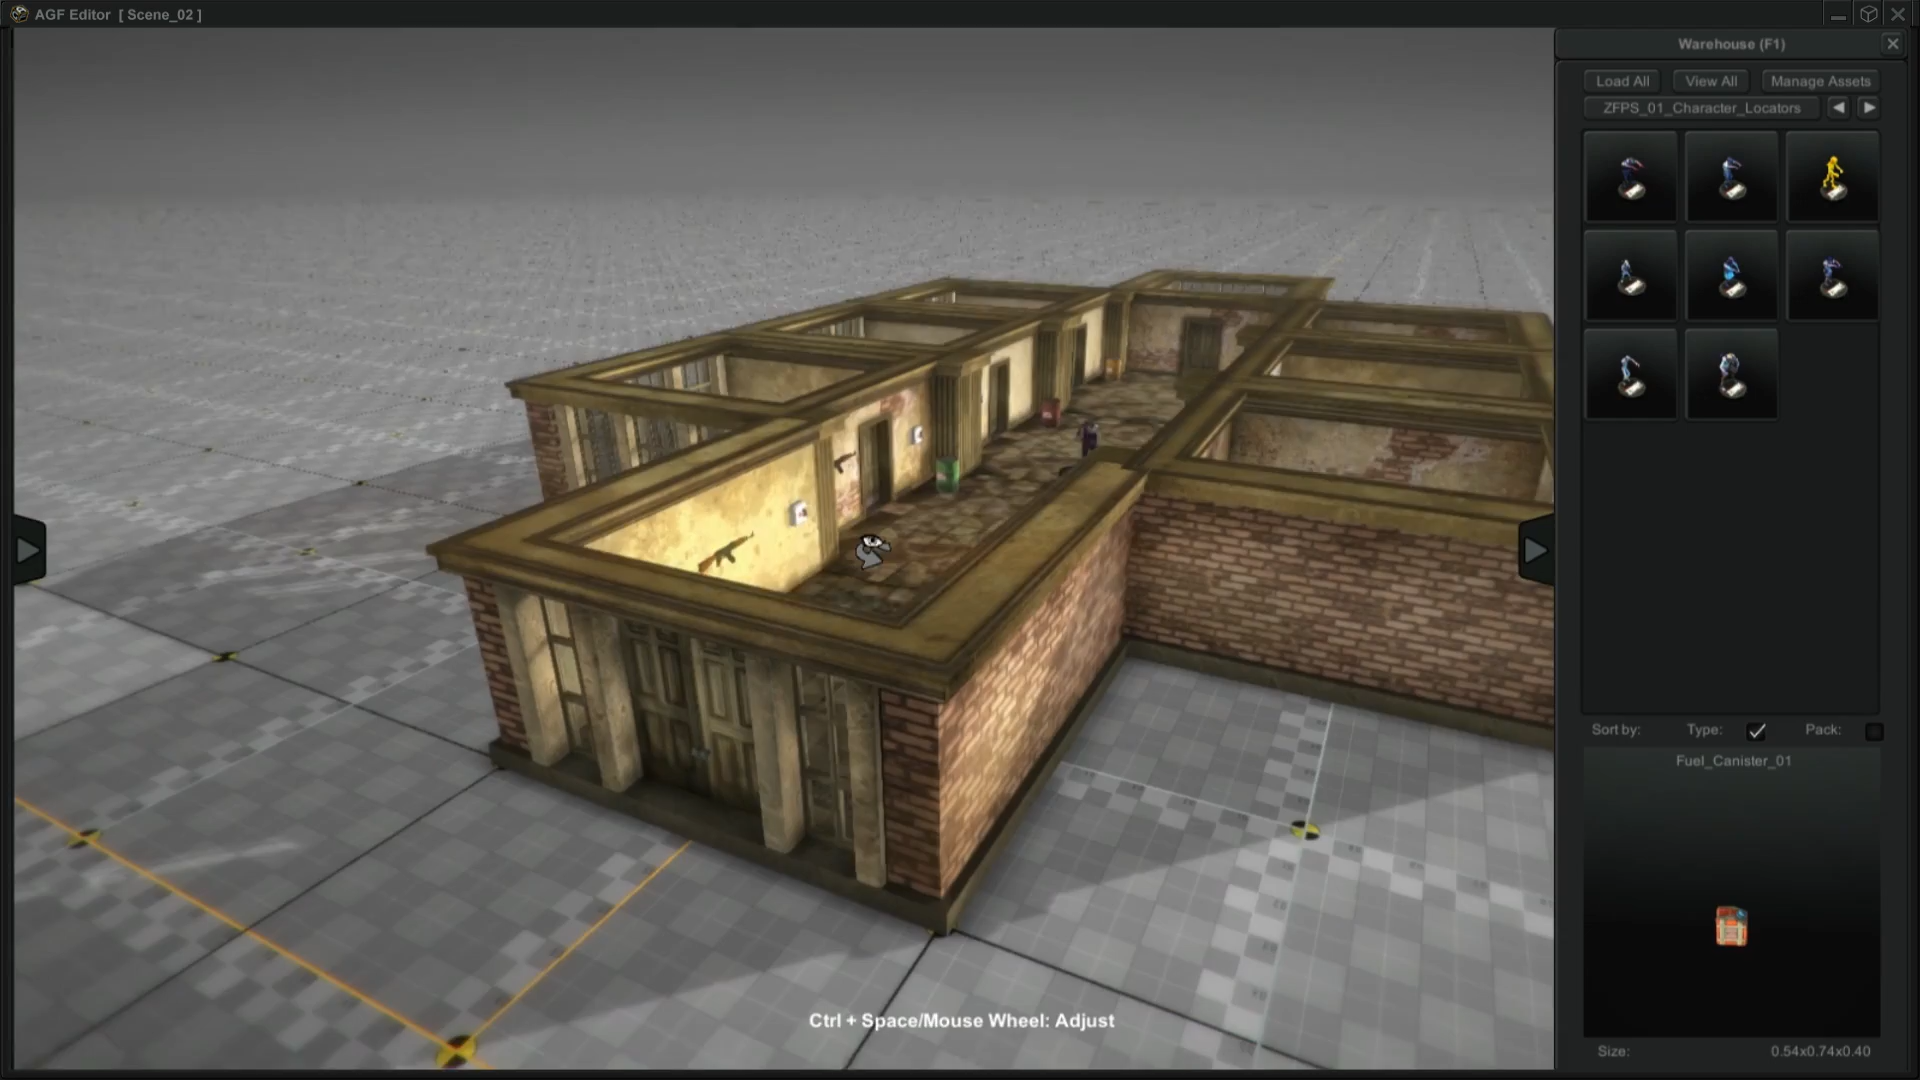 AGF Editor [ Scene_02 ]
Warehouse (F1)
Load All View All Manage Assets
ZFPS_01_Character_Locators
Sort by: Type: Pack:
Fuel_Canister_01
Size: 0.54x0.74x0.40
Ctrl + Space/Mouse Wheel: Adjust